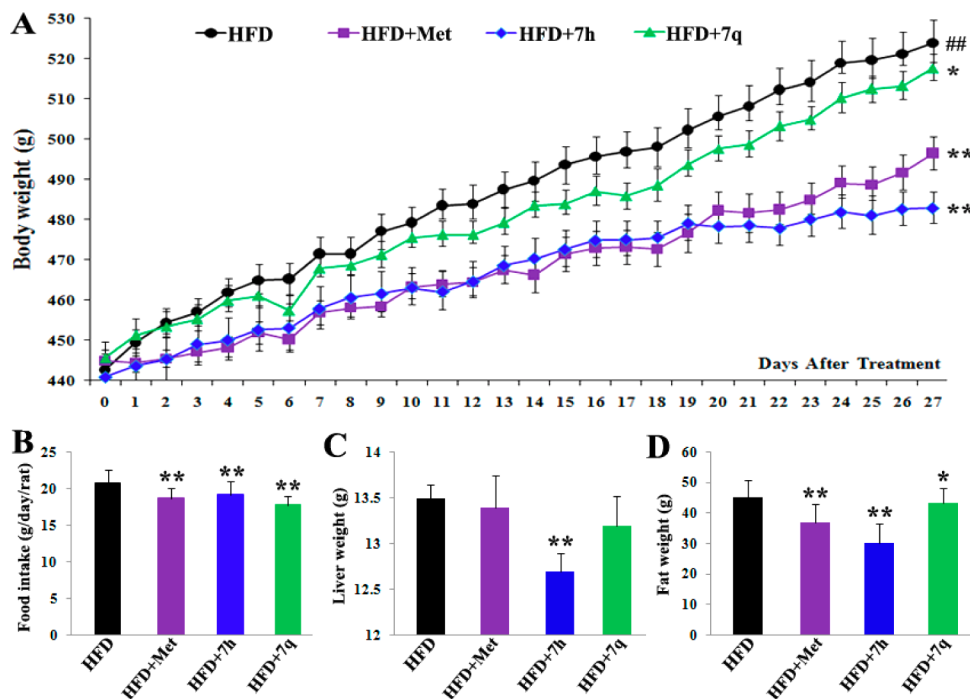 A
HFD HFD+Met HFD+7h HFD+7q
Body weight (g)
530
520
510
500
490
480
470
460
450
440
##
*
**
**
Days After Treatment
0 1 2 3 4 5 6 7 8 9 10 11 12 13 14 15 16 17 18 19 20 21 22 23 24 25 26 27
B
Food intake (g/day/rat)
25
20
15
10
5
0
** ** **
HFD HFD+Met HFD+7h HFD+7q
C
Liver weight (g)
14
13.5
13
12.5
12
**
HFD HFD+Met HFD+7h HFD+7q
D
Fat weight (g)
60
50
40
30
20
10
0
** ** *
HFD HFD+Met HFD+7h HFD+7q